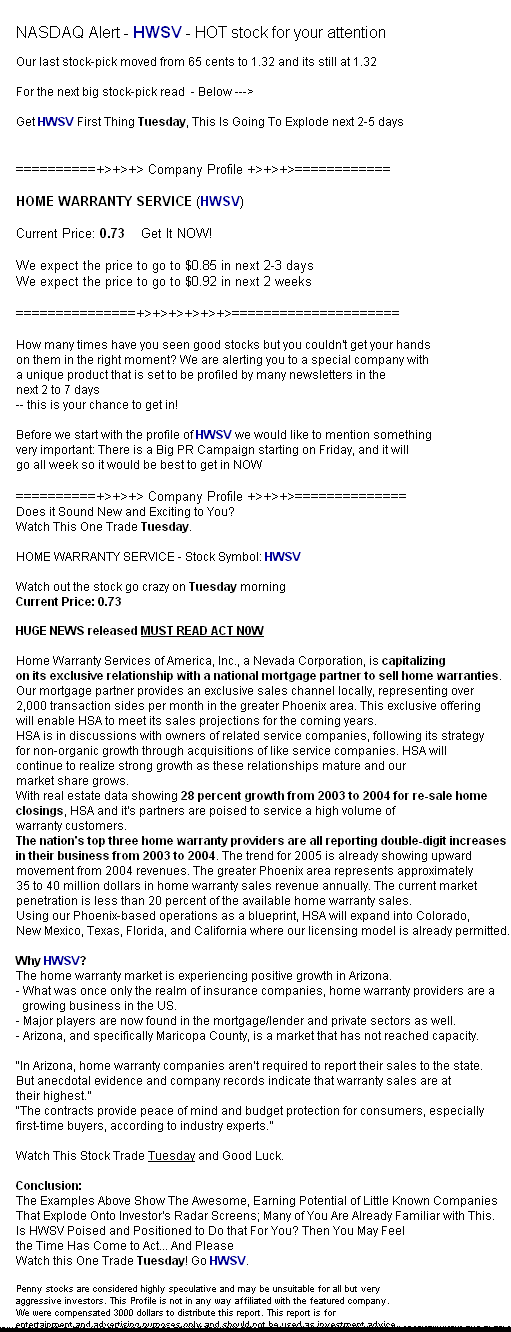 NASDAQ Alert - HWSV - HOT stock for your attention
Our last stock-pick moved from 65 cents to 1.32 and its still at 1.32
For the next big stock-pick read - Below --->
Get HWSV First Thing Tuesday, This Is Going To Explode next 2-5 days
==========+>+>+> Company Profile +>+>+>============
HOME WARRANTY SERVICE (HWSV)
Current Price: 0.73 Get It NOW!
We expect the price to go to $0.85 in next 2-3 days
We expect the price to go to $0.92 in next 2 weeks
===============+>+>+>+>+>+>=====================
How many times have you seen good stocks but you couldn't get your hands
on them in the right moment? We are alerting you to a special company with
a unique product that is set to be profiled by many newsletters in the
next 2 to 7 days
-- this is your chance to get in!
Before we start with the profile of HWSV we would like to mention something
very important: There is a Big PR Campaign starting on Friday, and it will
go all week so it would be best to get in NOW
==========+>+>+> Company Profile +>+>+>==============
Does it Sound New and Exciting to You?
Watch This One Trade Tuesday.
HOME WARRANTY SERVICE - Stock Symbol: HWSV
Watch out the stock go crazy on Tuesday morning
Current Price: 0.73
HUGE NEWS released MUST READ ACT N0W
Home Warranty Services of America, Inc., a Nevada Corporation, is capitalizing
on its exclusive relationship with a national mortgage partner to sell home warranties.
Our mortgage partner provides an exclusive sales channel locally, representing over
2,000 transaction sides per month in the greater Phoenix area. This exclusive offering
will enable HSA to meet its sales projections for the coming years.
HSA is in discussions with owners of related service companies, following its strategy
for non-organic growth through acquisitions of like service companies. HSA will
continue to realize strong growth as these relationships mature and our
market share grows.
With real estate data showing 28 percent growth from 2003 to 2004 for re-sale home
closings, HSA and it's partners are poised to service a high volume of
warranty customers.
The nation's top three home warranty providers are all reporting double-digit increases
in their business from 2003 to 2004. The trend for 2005 is already showing upward
movement from 2004 revenues. The greater Phoenix area represents approximately
35 to 40 million dollars in home warranty sales revenue annually. The current market
penetration is less than 20 percent of the available home warranty sales.
Using our Phoenix-based operations as a blueprint, HSA will expand into Colorado,
New Mexico, Texas, Florida, and California where our licensing model is already permitted.
Why HWSV?
The home warranty market is experiencing positive growth in Arizona.
- What was once only the realm of insurance companies, home warranty providers are a
growing business in the US.
- Major players are now found in the mortgage/lender and private sectors as well.
- Arizona, and specifically Maricopa County, is a market that has not reached capacity.
"In Arizona, home warranty companies aren't required to report their sales to the state.
But anecdotal evidence and company records indicate that warranty sales are at
their highest."
"The contracts provide peace of mind and budget protection for consumers, especially
first-time buyers, according to industry experts."
Watch This Stock Trade Tuesday and Good Luck.
Conclusion:
The Examples Above Show The Awesome, Earning Potential of Little Known Companies
That Explode Onto Investor's Radar Screens; Many of You Are Already Familiar with This.
Is HWSV Poised and Positioned to Do that For You? Then You May Feel
the Time Has Come to Act... And Please
Watch this One Trade Tuesday! Go HWSV.
Penny stocks are considered highly speculative and may be unsuitable for all but very
aggressive investors. This Profile is not in any way affiliated with the featured company.
We were compensated 3000 dollars to distribute this report. This report is for
entertainment and advertising purposes only and should not be used as investment advice.